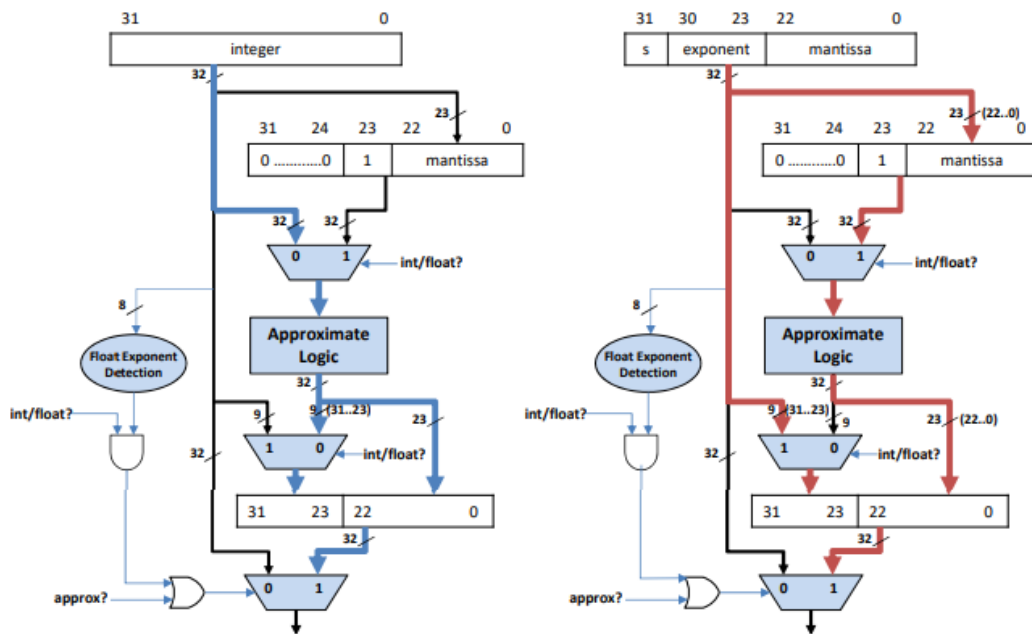 31 0
integer
32
23
31 24 23 22 0
0 ............0 1 mantissa
32 32
0 1
int/float?
8
Approximate
Logic
Float Exponent
Detection
32
int/float?
9 9 (31..23) 23
1 0
32
int/float?
31 23 22 0
32
0 1
approx?
31 30 23 22 0
s exponent mantissa
32
23 (22..0)
31 24 23 22 0
0 ............0 1 mantissa
32 32
0 1
int/float?
8
Approximate
Logic
Float Exponent
Detection
32
int/float?
9 (31..23) 9 23 (22..0)
1 0
32
int/float?
31 23 22 0
32
0 1
approx?